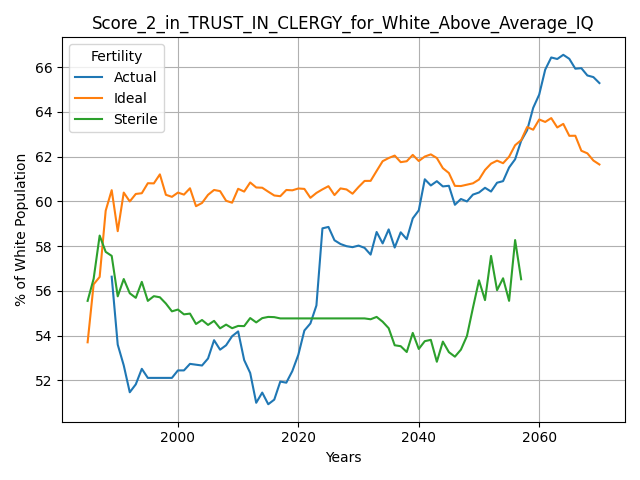 Score_2_in_TRUST_IN_CLERGY_for_White_Above_Average_IQ
Fertility
Actual
Ideal
Sterile
% of White Population
66
64
62
60
58
56
54
52
2000
2020
2040
2060
Years